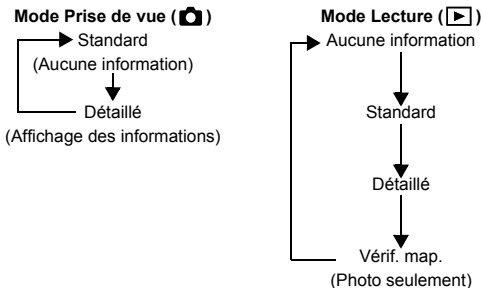 Mode Prise de vue ( )
Standard
(Aucune information)
Détaillé
(Affichage des informations)
Mode Lecture ( )
Aucune information
Standard
Détaillé
Vérif. map.
(Photo seulement)